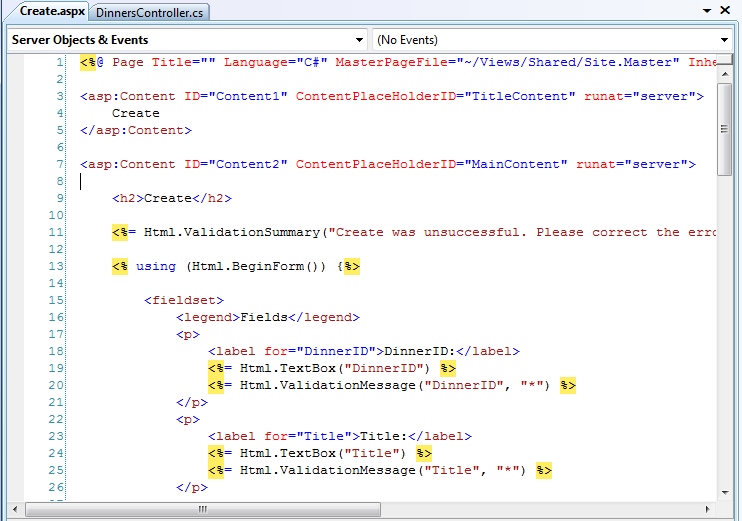 Create.aspx DinnersController.cs
Server Objects & Events (No Events)
1 <%@ Page Title="" Language="C#" MasterPageFile="~/Views/Shared/Site.Master" Inhe
2
3 <asp:Content ID="Content1" ContentPlaceHolderID="TitleContent" runat="server">
4     Create
5 </asp:Content>
6
7 <asp:Content ID="Content2" ContentPlaceHolderID="MainContent" runat="server">
8
9     <h2>Create</h2>
10
11     <%= Html.ValidationSummary("Create was unsuccessful. Please correct the erro
12
13     <% using (Html.BeginForm()) {%>
14
15         <fieldset>
16             <legend>Fields</legend>
17             <p>
18                 <label for="DinnerID">DinnerID:</label>
19                 <%= Html.TextBox("DinnerID") %>
20                 <%= Html.ValidationMessage("DinnerID", "*") %>
21             </p>
22             <p>
23                 <label for="Title">Title:</label>
24                 <%= Html.TextBox("Title") %>
25                 <%= Html.ValidationMessage("Title", "*") %>
26             </p>